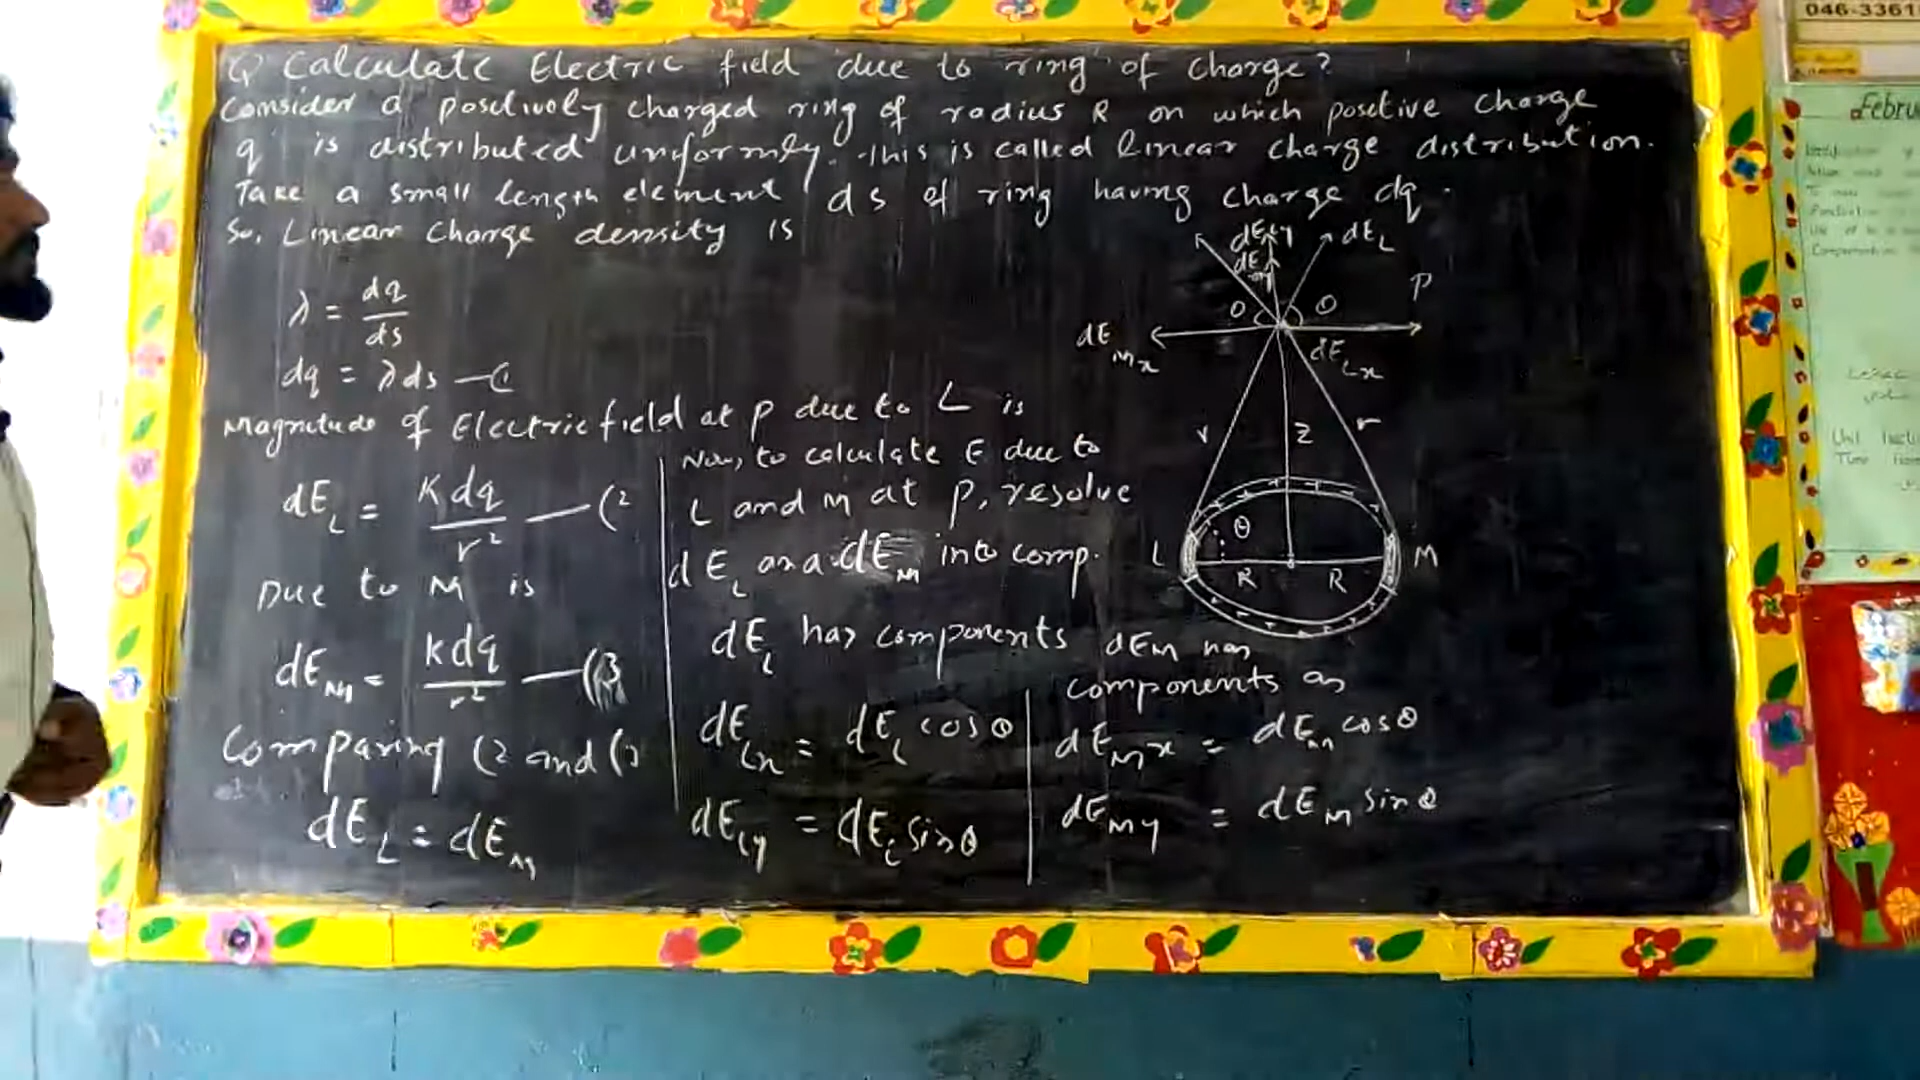 Q Calculate Electric field due to ring of charge?
Consider a positively charged ring of radius R on which positive charge
q is distributed uniformly. This is called linear charge distribution.
Take a small length element ds of ring having charge dq.
So, Linear Charge density is
λ = dq/ds
dq = λds —(1
Magnitude of Electric field at p due to L is
dE_L = Kdq/r² —(2
Due to M is
dE_M = kdq/r² —(3
Comparing (2 and (3
dE_L = dE_M
Now, to calculate E due to
L and M at p, resolve
dE_L and dE_M into comp.
dE_L has components
dE_Lx = dE_L cosθ
dE_Ly = dE_L sinθ
dEM has
components as
dE_Mx = dE_M cosθ
dE_My = dE_M sinθ
dE_Ly
dE_L
P
θ
θ
dE_Mx
dE_Lx
r
Z
r
θ
L
R
R
M
046-3361
Febru